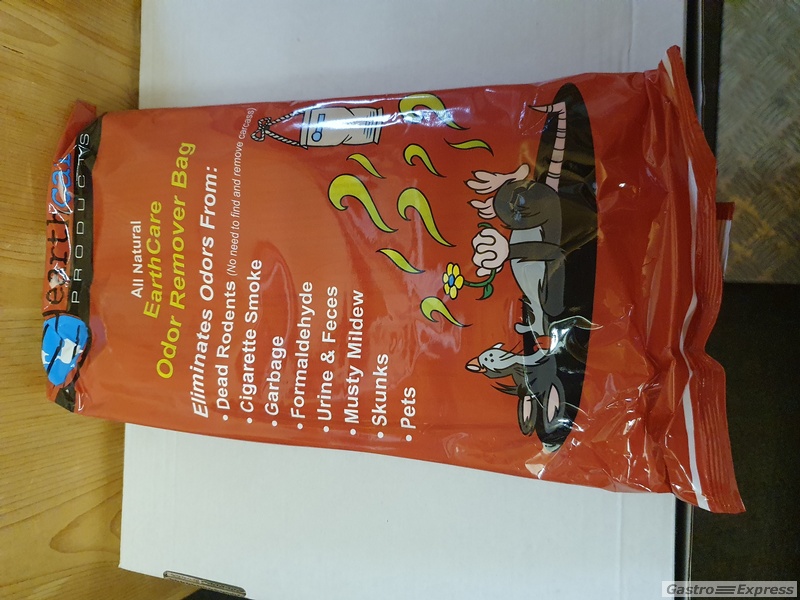 earthcare
PRODUCTS
All Natural
EarthCare
Odor Remover Bag
Eliminates Odors From:
• Dead Rodents (No need to find and remove carcass)
• Cigarette Smoke
• Garbage
• Formaldehyde
• Urine & Feces
• Musty Mildew
• Skunks
• Pets
Gastro Express